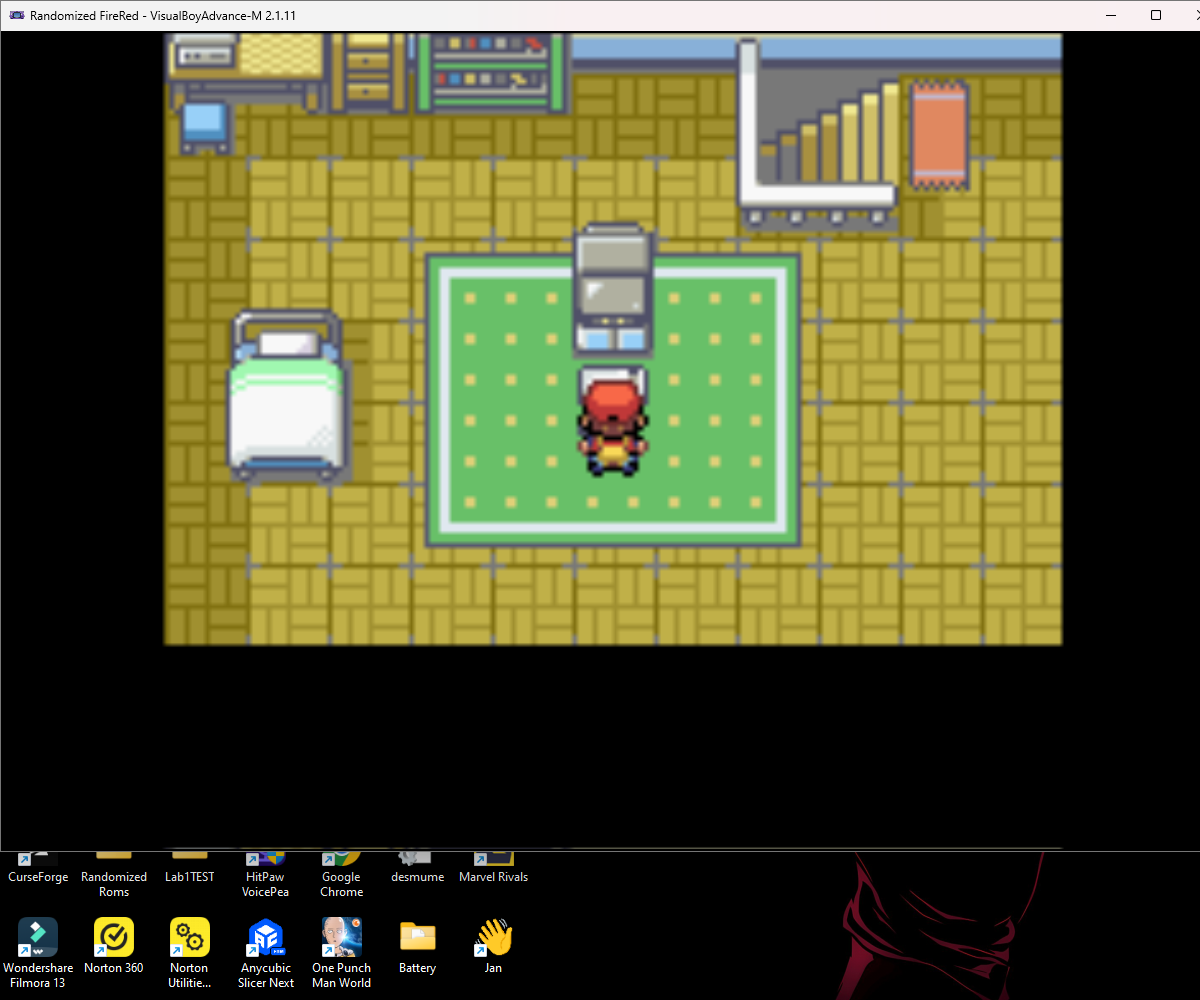 Randomized FireRed - VisualBoyAdvance-M 2.1.11
CurseForge
Randomized
Roms
Lab1TEST
HitPaw
VoicePea
Google
Chrome
desmume
Marvel Rivals
Wondershare
Filmora 13
Norton 360
Norton
Utilitie...
Anycubic
Slicer Next
One Punch
Man World
Battery
Jan